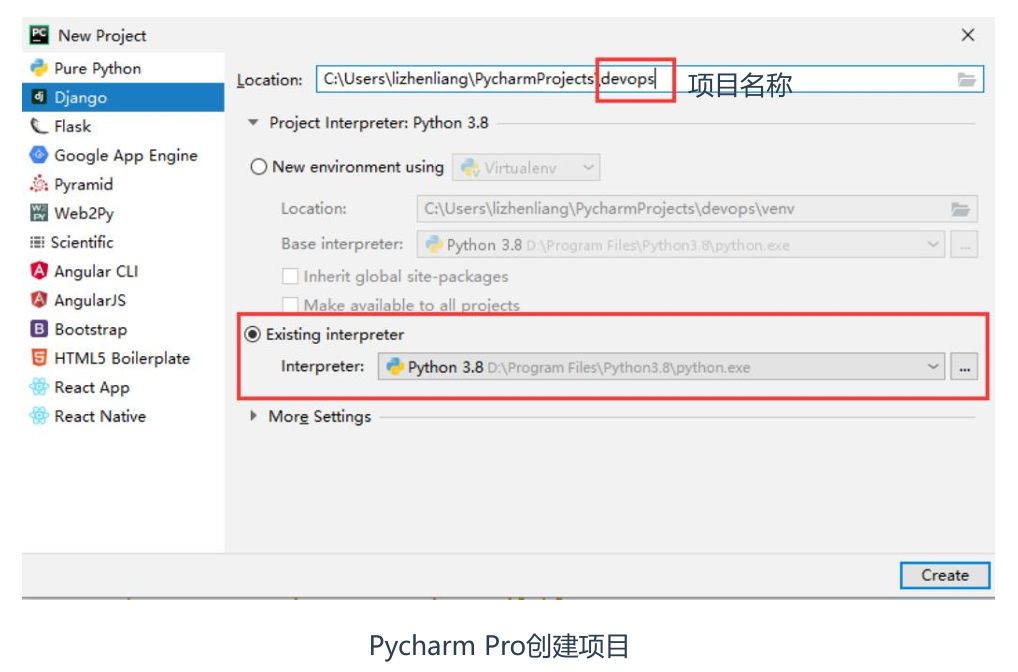 New Project
Pure Python
Django
Flask
Google App Engine
Pyramid
Web2Py
Scientific
Angular CLI
AngularJS
Bootstrap
HTML5 Boilerplate
React App
React Native
Location: C:\Users\lizhenliang\PycharmProjects\devops 项目名称
Project Interpreter: Python 3.8
New environment using Virtualenv
Location: C:\Users\lizhenliang\PycharmProjects\devops\venv
Base interpreter: Python 3.8 D:\Program Files\Python3.8\python.exe ...
Inherit global site-packages
Make available to all projects
Existing interpreter
Interpreter: Python 3.8 D:\Program Files\Python3.8\python.exe ...
More Settings
Create
Pycharm Pro创建项目